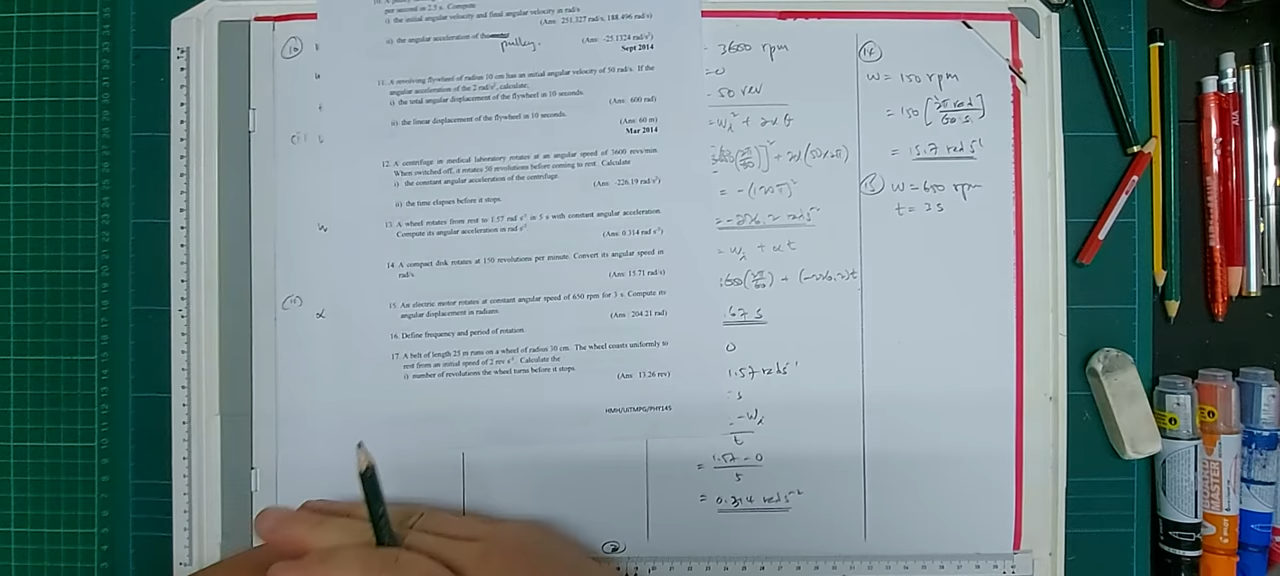 per second in 2.5 s. Compute
i) the initial angular velocity and final angular velocity in rad/s
(Ans: 251.327 rad/s, 188.496 rad/s)
ii) the angular acceleration of the
pulley.
(Ans: -25.1324 rad/s²)
Sept 2014
11. A revolving flywheel of radius 10 cm has an initial angular velocity of 50 rad/s. If the
angular acceleration of the 2 rad/s², calculate,
i) the total angular displacement of the flywheel in 10 seconds.
(Ans: 600 rad)
ii) the linear displacement of the flywheel in 10 seconds.
(Ans: 60 m)
Mar 2014
12. A centrifuge in medical laboratory rotates at an angular speed of 3600 revs/min.
When switched off, it rotates 50 revolutions before coming to rest. Calculate
i) the constant angular acceleration of the centrifuge.
(Ans: -226.19 rad/s²)
ii) the time elapses before it stops.
13. A wheel rotates from rest to 1.57 rad s⁻¹ in 5 s with constant angular acceleration.
Compute its angular acceleration in rad s⁻²
(Ans: 0.314 rad s⁻²)
14. A compact disk rotates at 150 revolutions per minute. Convert its angular speed in
rad/s.
(Ans: 15.71 rad/s)
15. An electric motor rotates at constant angular speed of 650 rpm for 3 s. Compute its
angular displacement in radians.
(Ans: 204.21 rad)
16. Define frequency and period of rotation.
17. A belt of length 25 m runs on a wheel of radius 30 cm. The wheel coasts uniformly to
rest from an initial speed of 2 rev s⁻¹. Calculate the
i) number of revolutions the wheel turns before it stops.
(Ans: 13.26 rev)
HMH/UITMPG/PHY145
3600 rpm
=0
50 rev
= -(120π)²
= -226.2 rads⁻²
= ωi + αt
.67 s
0
1.57 rads⁻¹
-ωi
t
= 1.57 - 0
5
= 0.314 rads⁻²
14
ω = 150 rpm
= 150 [2π rad / 60 s]
= 15.7 rad s⁻¹
15 ω = 650 rpm
t = 3 s